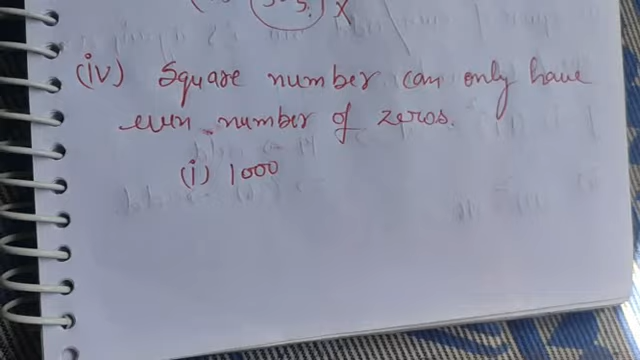 (iv) Square number can only have
even number of zeros.
(i) 1000